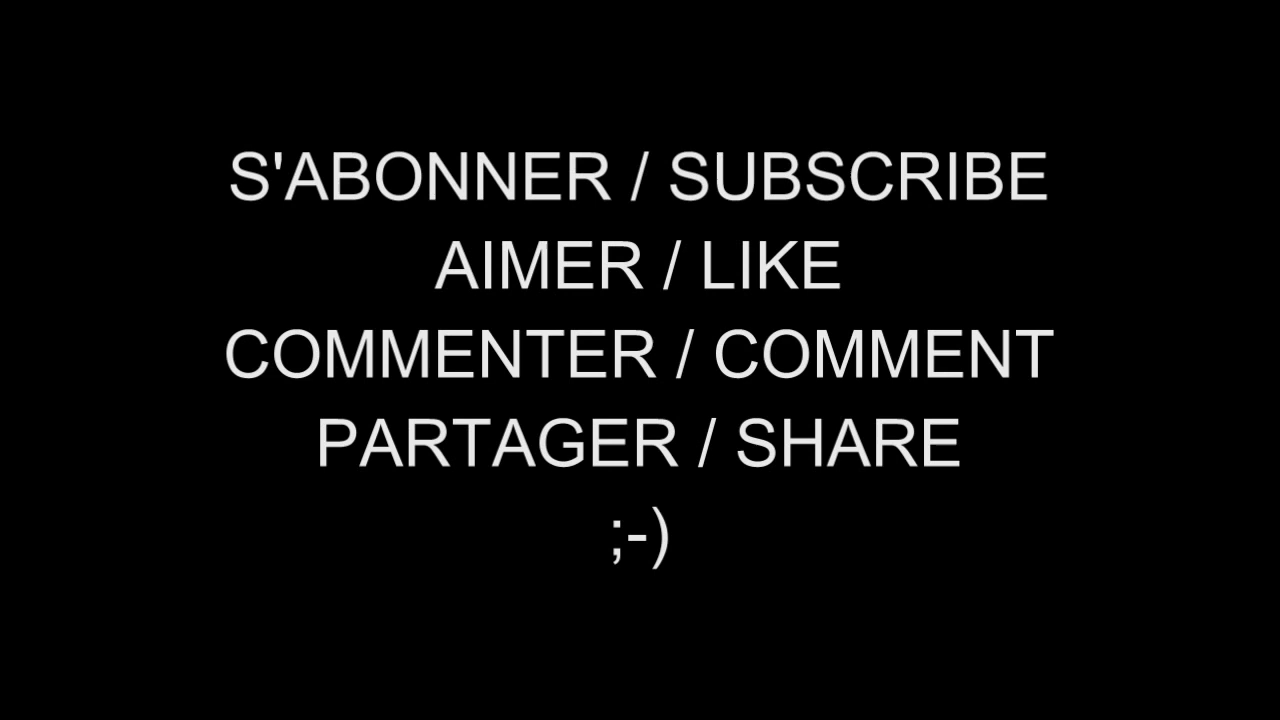 S'ABONNER / SUBSCRIBE
AIMER / LIKE
COMMENTER / COMMENT
PARTAGER / SHARE
;-)